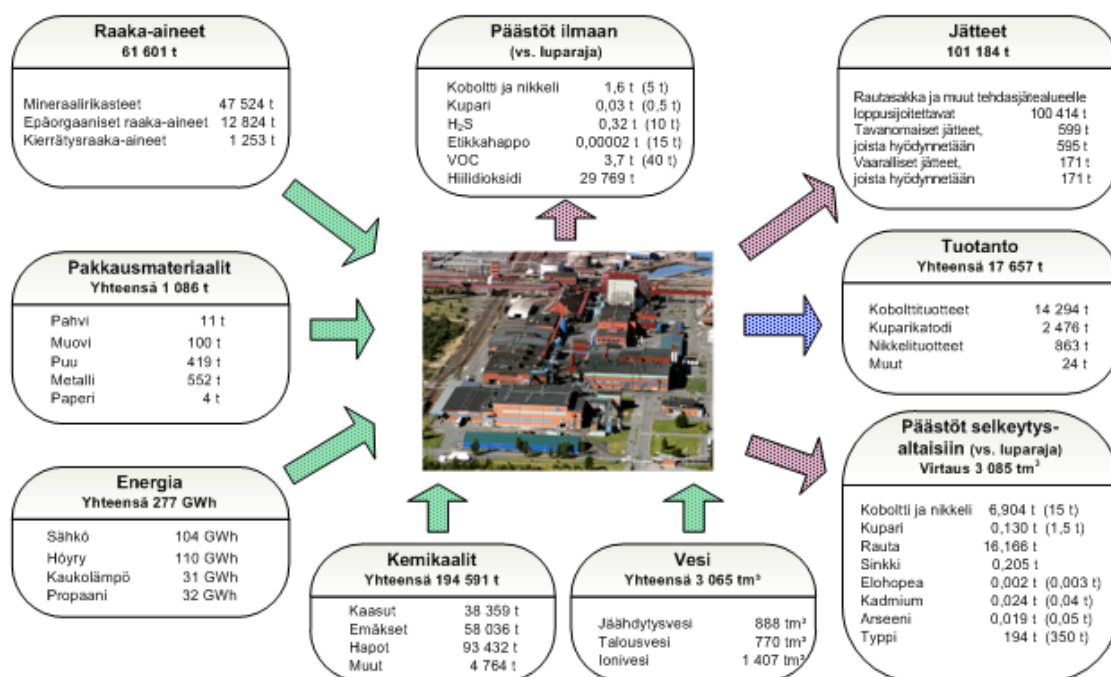 Raaka-aineet
61 601 t
Mineraalirikasteet 47 524 t
Epäorgaaniset raaka-aineet 12 824 t
Kierrätysraaka-aineet 1 253 t
Päästöt ilmaan
(vs. luparaja)
Koboltti ja nikkeli 1,6 t (5 t)
Kupari 0,03 t (0,5 t)
H₂S 0,32 t (10 t)
Etikkahappo 0,00002 t (15 t)
VOC 3,7 t (40 t)
Hiilidioksidi 29 769 t
Jätteet
101 184 t
Rautasakka ja muut tehdasjätealueelle
loppusijoitettavat 100 414 t
Tavanomaiset jätteet, 599 t
joista hyödynnetään 595 t
Vaaralliset jätteet, 171 t
joista hyödynnetään 171 t
Pakkausmateriaalit
Yhteensä 1 086 t
Pahvi 11 t
Muovi 100 t
Puu 419 t
Metalli 552 t
Paperi 4 t
Tuotanto
Yhteensä 17 657 t
Kobolttituotteet 14 294 t
Kuparikatodi 2 476 t
Nikkelituotteet 863 t
Muut 24 t
Energia
Yhteensä 277 GWh
Sähkö 104 GWh
Höyry 110 GWh
Kaukolämpö 31 GWh
Propaani 32 GWh
Kemikaalit
Yhteensä 194 591 t
Kaasut 38 359 t
Emäkset 58 036 t
Hapot 93 432 t
Muut 4 764 t
Vesi
Yhteensä 3 065 tm³
Jäähdytysvesi 888 tm³
Talousvesi 770 tm³
Ionivesi 1 407 tm³
Päästöt selkeytys-
altaisiin (vs. luparaja)
Virtaus 3 085 tm³
Koboltti ja nikkeli 6,904 t (15 t)
Kupari 0,130 t (1,5 t)
Rauta 16,166 t
Sinkki 0,205 t
Elohopea 0,002 t (0,003 t)
Kadmium 0,024 t (0,04 t)
Arseeni 0,019 t (0,05 t)
Typpi 194 t (350 t)